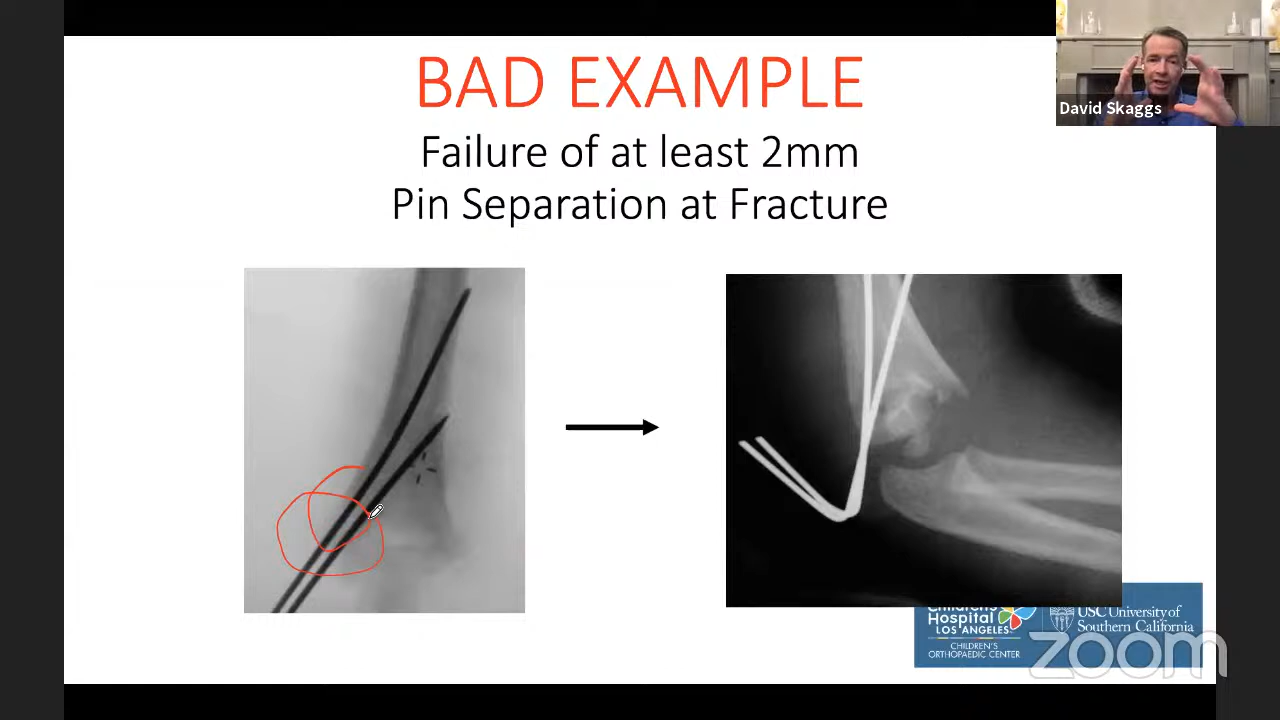 BAD EXAMPLE
Failure of at least 2mm
Pin Separation at Fracture
David Skaggs
Children's
Hospital
LOS ANGELES
CHILDREN'S
ORTHOPAEDIC CENTER
USC University of
Southern California
zoom